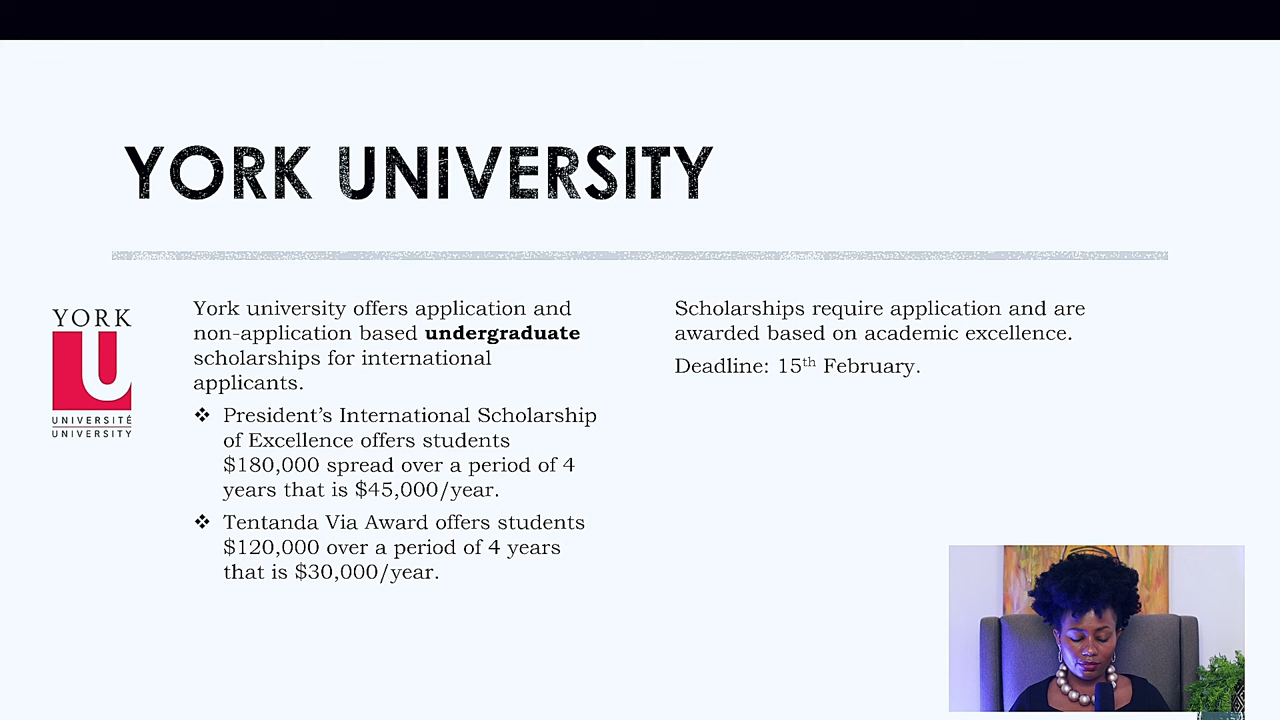 YORK UNIVERSITY
YORK
U
UNIVERSITÉ
UNIVERSITY
York university offers application and
non-application based undergraduate
scholarships for international
applicants.
❖ President’s International Scholarship
of Excellence offers students
$180,000 spread over a period of 4
years that is $45,000/year.
❖ Tentanda Via Award offers students
$120,000 over a period of 4 years
that is $30,000/year.
Scholarships require application and are
awarded based on academic excellence.
Deadline: 15th February.